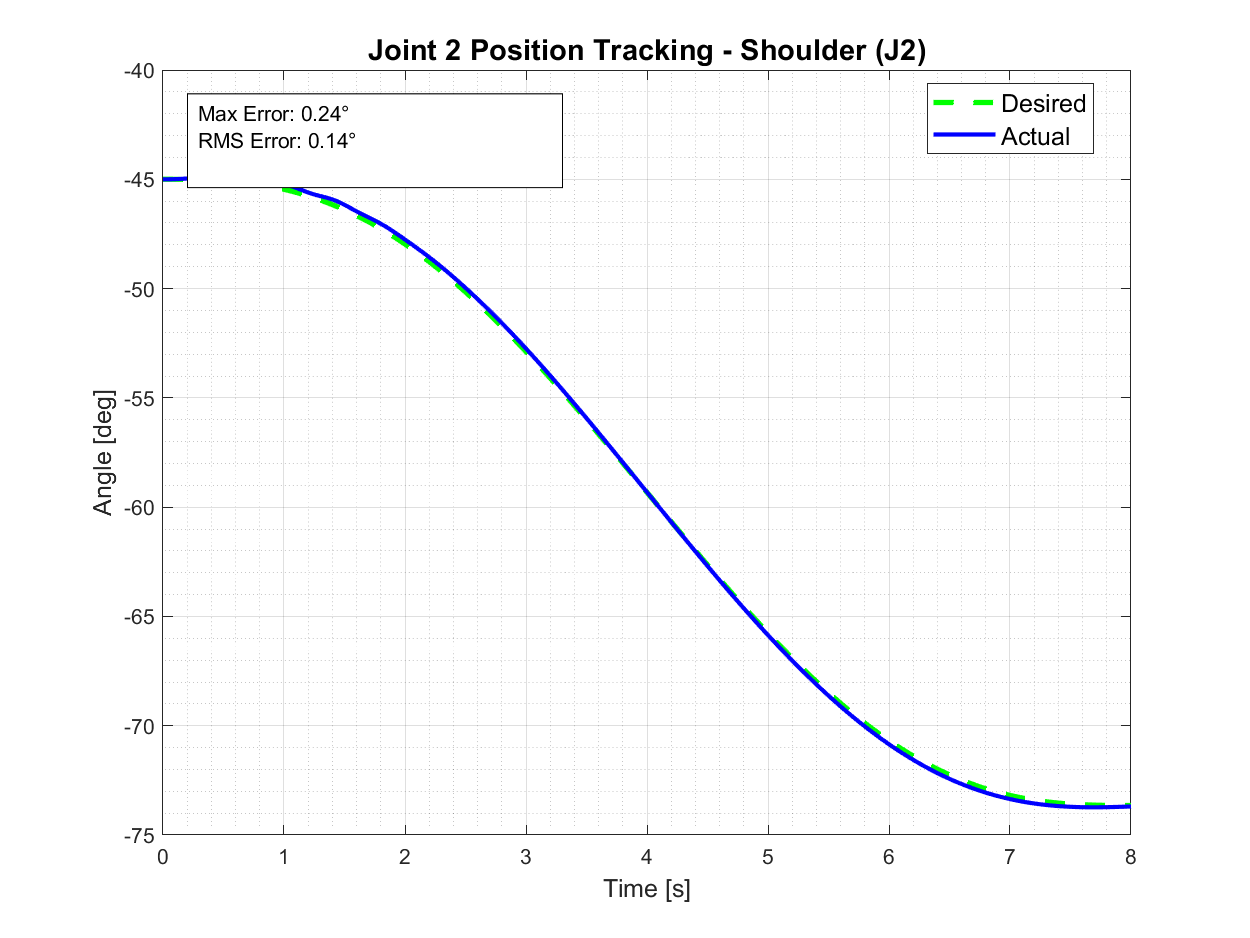 Joint 2 Position Tracking - Shoulder (J2)
Max Error: 0.24°
RMS Error: 0.14°
Desired
Actual
-40
-45
-50
-55
-60
-65
-70
-75
Angle [deg]
0 1 2 3 4 5 6 7 8
Time [s]